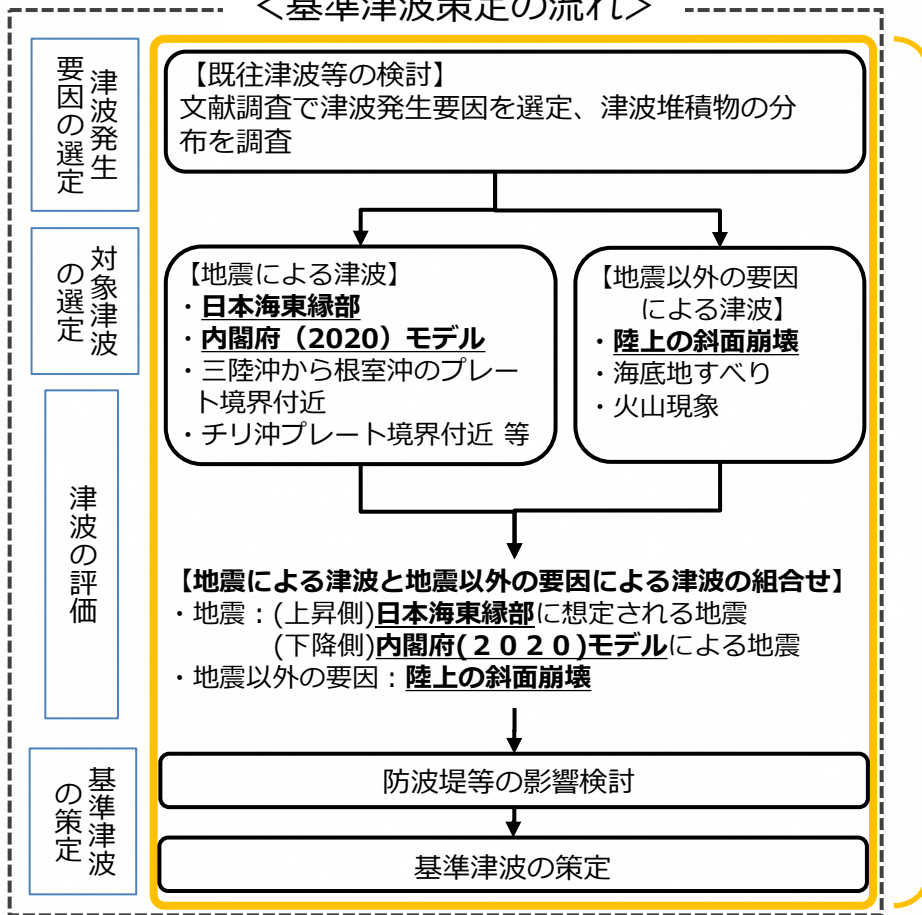 <基準津波策定の流れ>
津波発生
要因の選定
【既往津波等の検討】
文献調査で津波発生要因を選定、津波堆積物の分
布を調査
対象津波
の選定
【地震による津波】
・日本海東縁部
・内閣府（2020）モデル
・三陸沖から根室沖のプレー
ト境界付近
・チリ沖プレート境界付近 等
【地震以外の要因
による津波】
・陸上の斜面崩壊
・海底地すべり
・火山現象
津波の評価
【地震による津波と地震以外の要因による津波の組合せ】
・地震：(上昇側)日本海東縁部に想定される地震
(下降側)内閣府(２０２０)モデルによる地震
・地震以外の要因：陸上の斜面崩壊
基準津波
の策定
防波堤等の影響検討
基準津波の策定